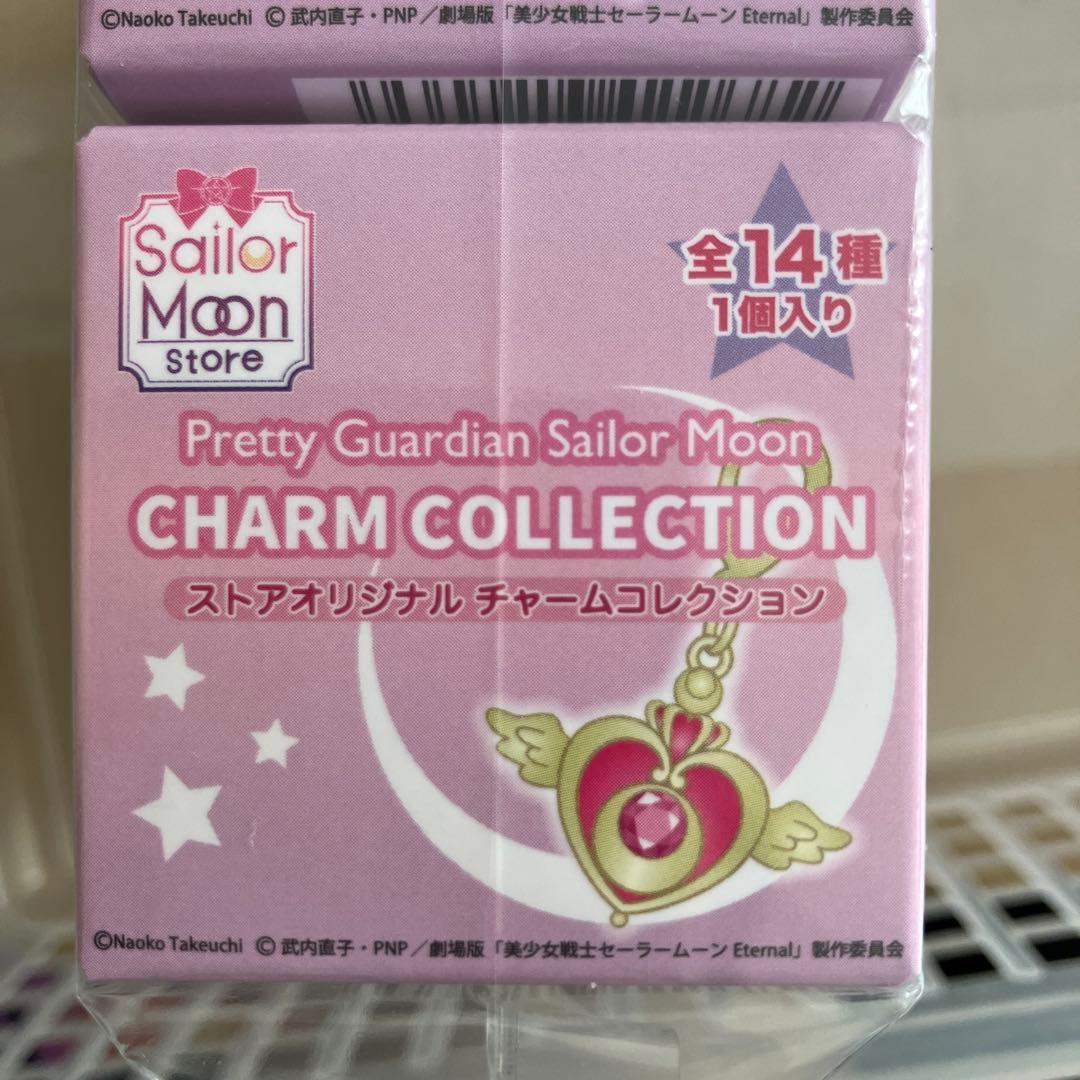 ©Naoko Takeuchi © 武内直子・PNP／劇場版「美少女戦士セーラームーン Eternal」製作委員会
Sailor
Moon
store
全14種
1個入り
Pretty Guardian Sailor Moon
CHARM COLLECTION
ストアオリジナル チャームコレクション
©Naoko Takeuchi © 武内直子・PNP／劇場版「美少女戦士セーラームーン Eternal」製作委員会